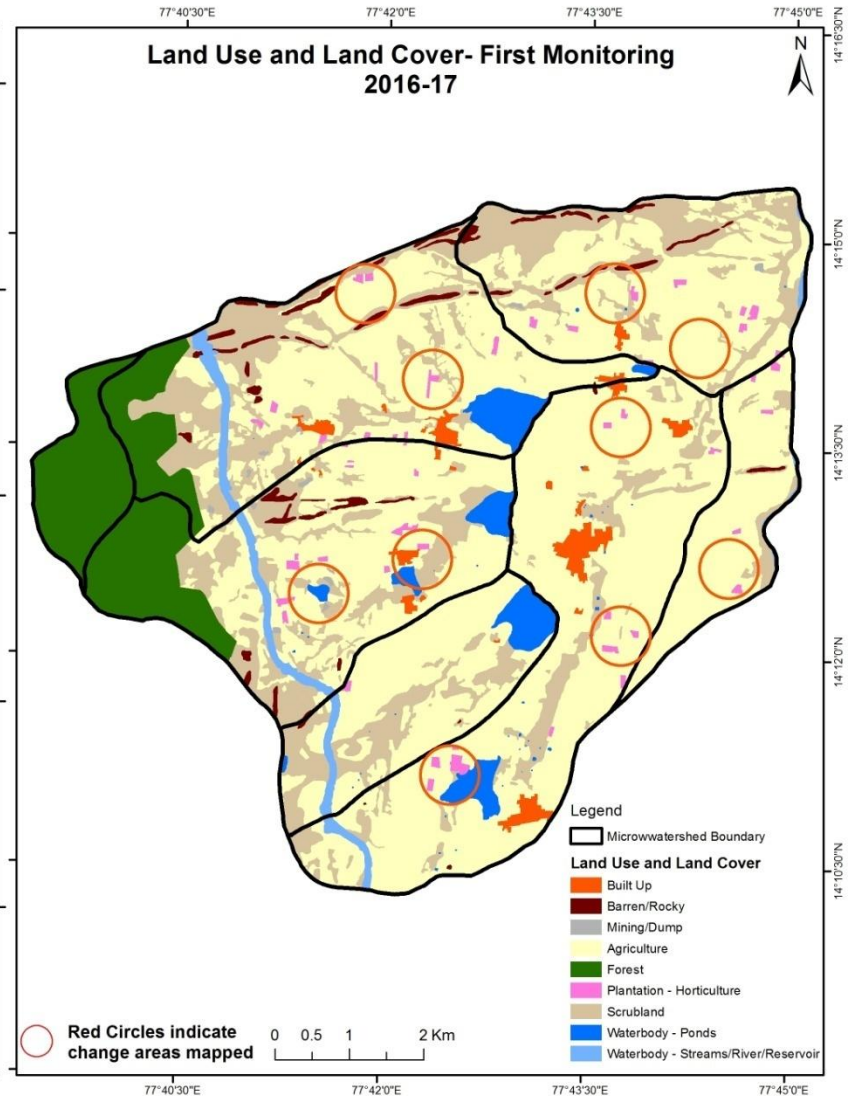 77°40'30"E 77°42'0"E 77°43'30"E 77°45'0"E
14°16'30"N
Land Use and Land Cover- First Monitoring
2016-17
N
14°15'0"N
14°13'30"N
14°12'0"N
14°10'30"N
Legend
Microwwatershed Boundary
Land Use and Land Cover
Built Up
Barren/Rocky
Mining/Dump
Agriculture
Forest
Plantation - Horticulture
Scrubland
Waterbody - Ponds
Waterbody - Streams/River/Reservoir
Red Circles indicate
change areas mapped
0 0.5 1 2 Km
77°40'30"E 77°42'0"E 77°43'30"E 77°45'0"E